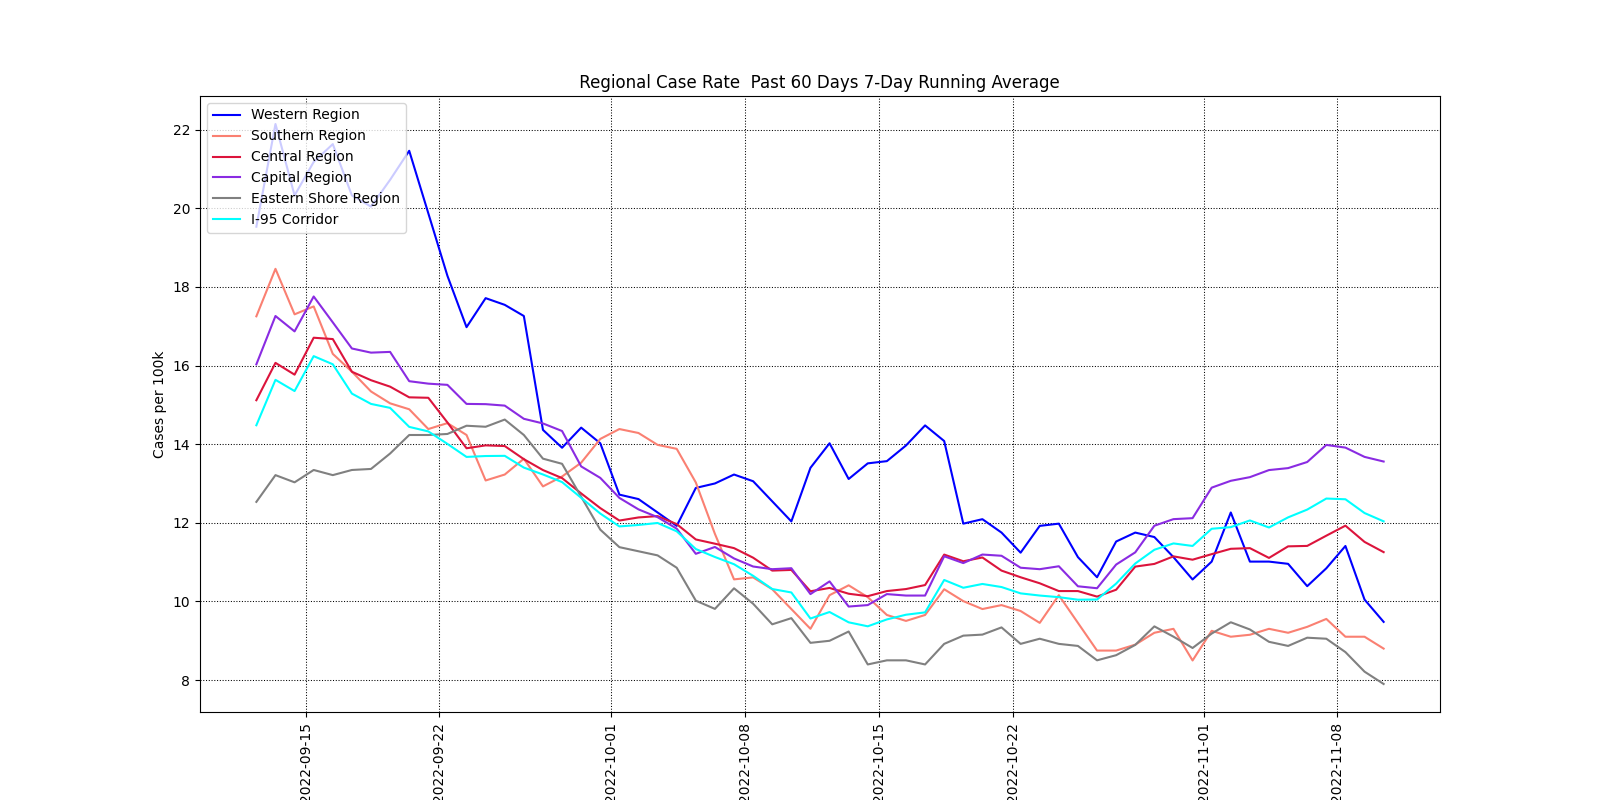 Regional Case Rate  Past 60 Days 7-Day Running Average
Western Region
Southern Region
Central Region
Capital Region
Eastern Shore Region
I-95 Corridor
Cases per 100k
22
20
18
16
14
12
10
8
2022-09-15
2022-09-22
2022-10-01
2022-10-08
2022-10-15
2022-10-22
2022-11-01
2022-11-08